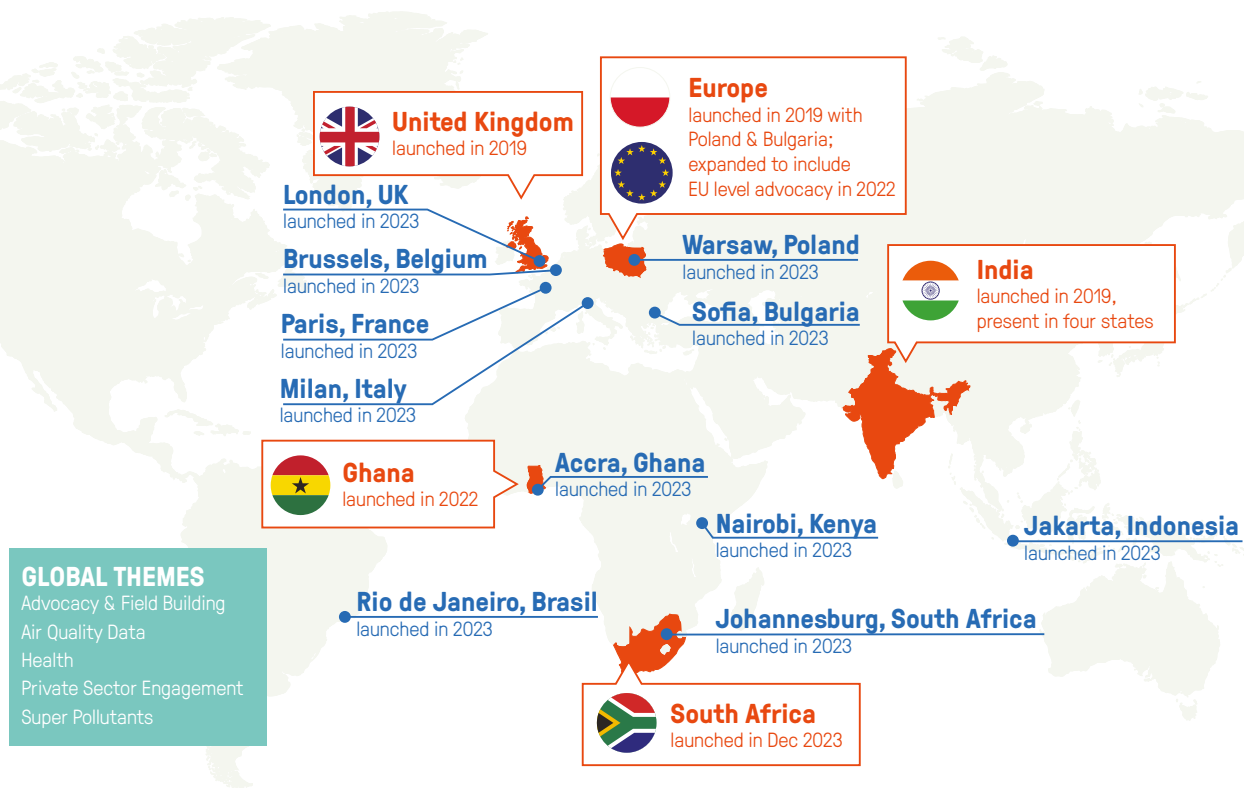 United Kingdom
launched in 2019
Europe
launched in 2019 with
Poland & Bulgaria;
expanded to include
EU level advocacy in 2022
London, UK
launched in 2023
Brussels, Belgium
launched in 2023
Paris, France
launched in 2023
Milan, Italy
launched in 2023
Warsaw, Poland
launched in 2023
Sofia, Bulgaria
launched in 2023
India
launched in 2019,
present in four states
Ghana
launched in 2022
Accra, Ghana
launched in 2023
Nairobi, Kenya
launched in 2023
Jakarta, Indonesia
launched in 2023
GLOBAL THEMES
Advocacy & Field Building
Air Quality Data
Health
Private Sector Engagement
Super Pollutants
Rio de Janeiro, Brasil
launched in 2023
Johannesburg, South Africa
launched in 2023
South Africa
launched in Dec 2023